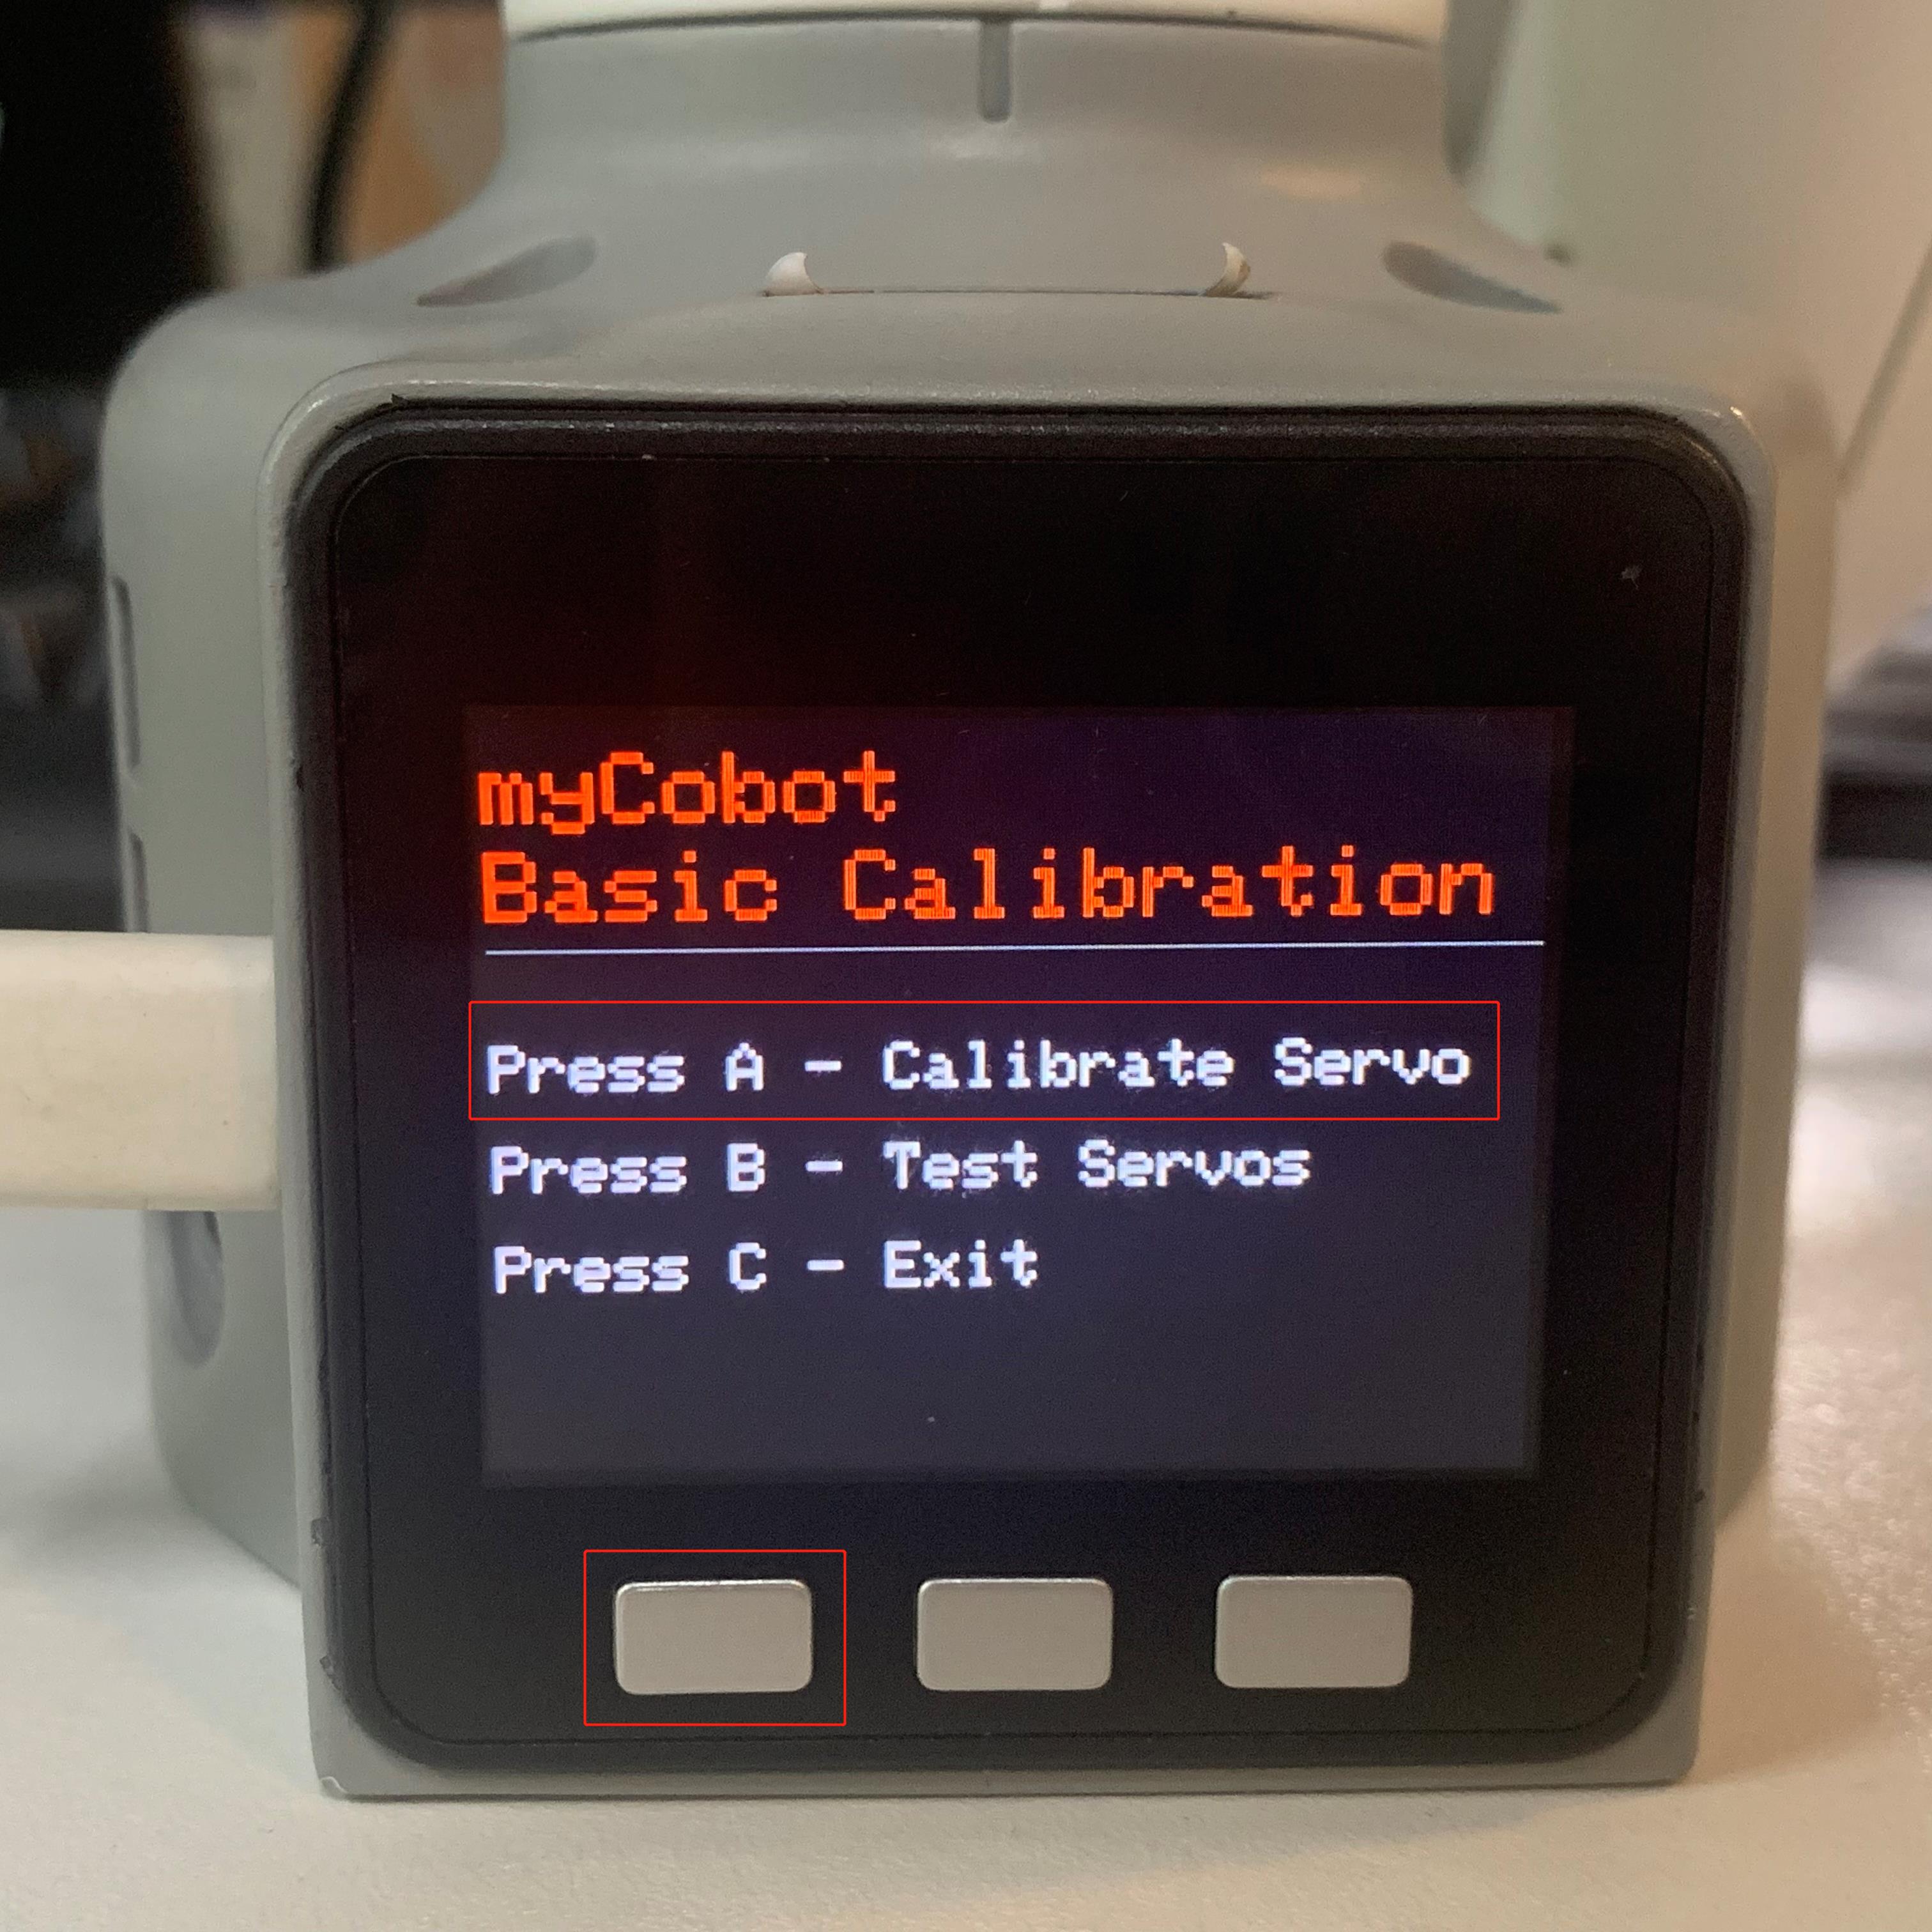 myCobot
Basic Calibration
Press A - Calibrate Servo
Press B - Test Servos
Press C - Exit